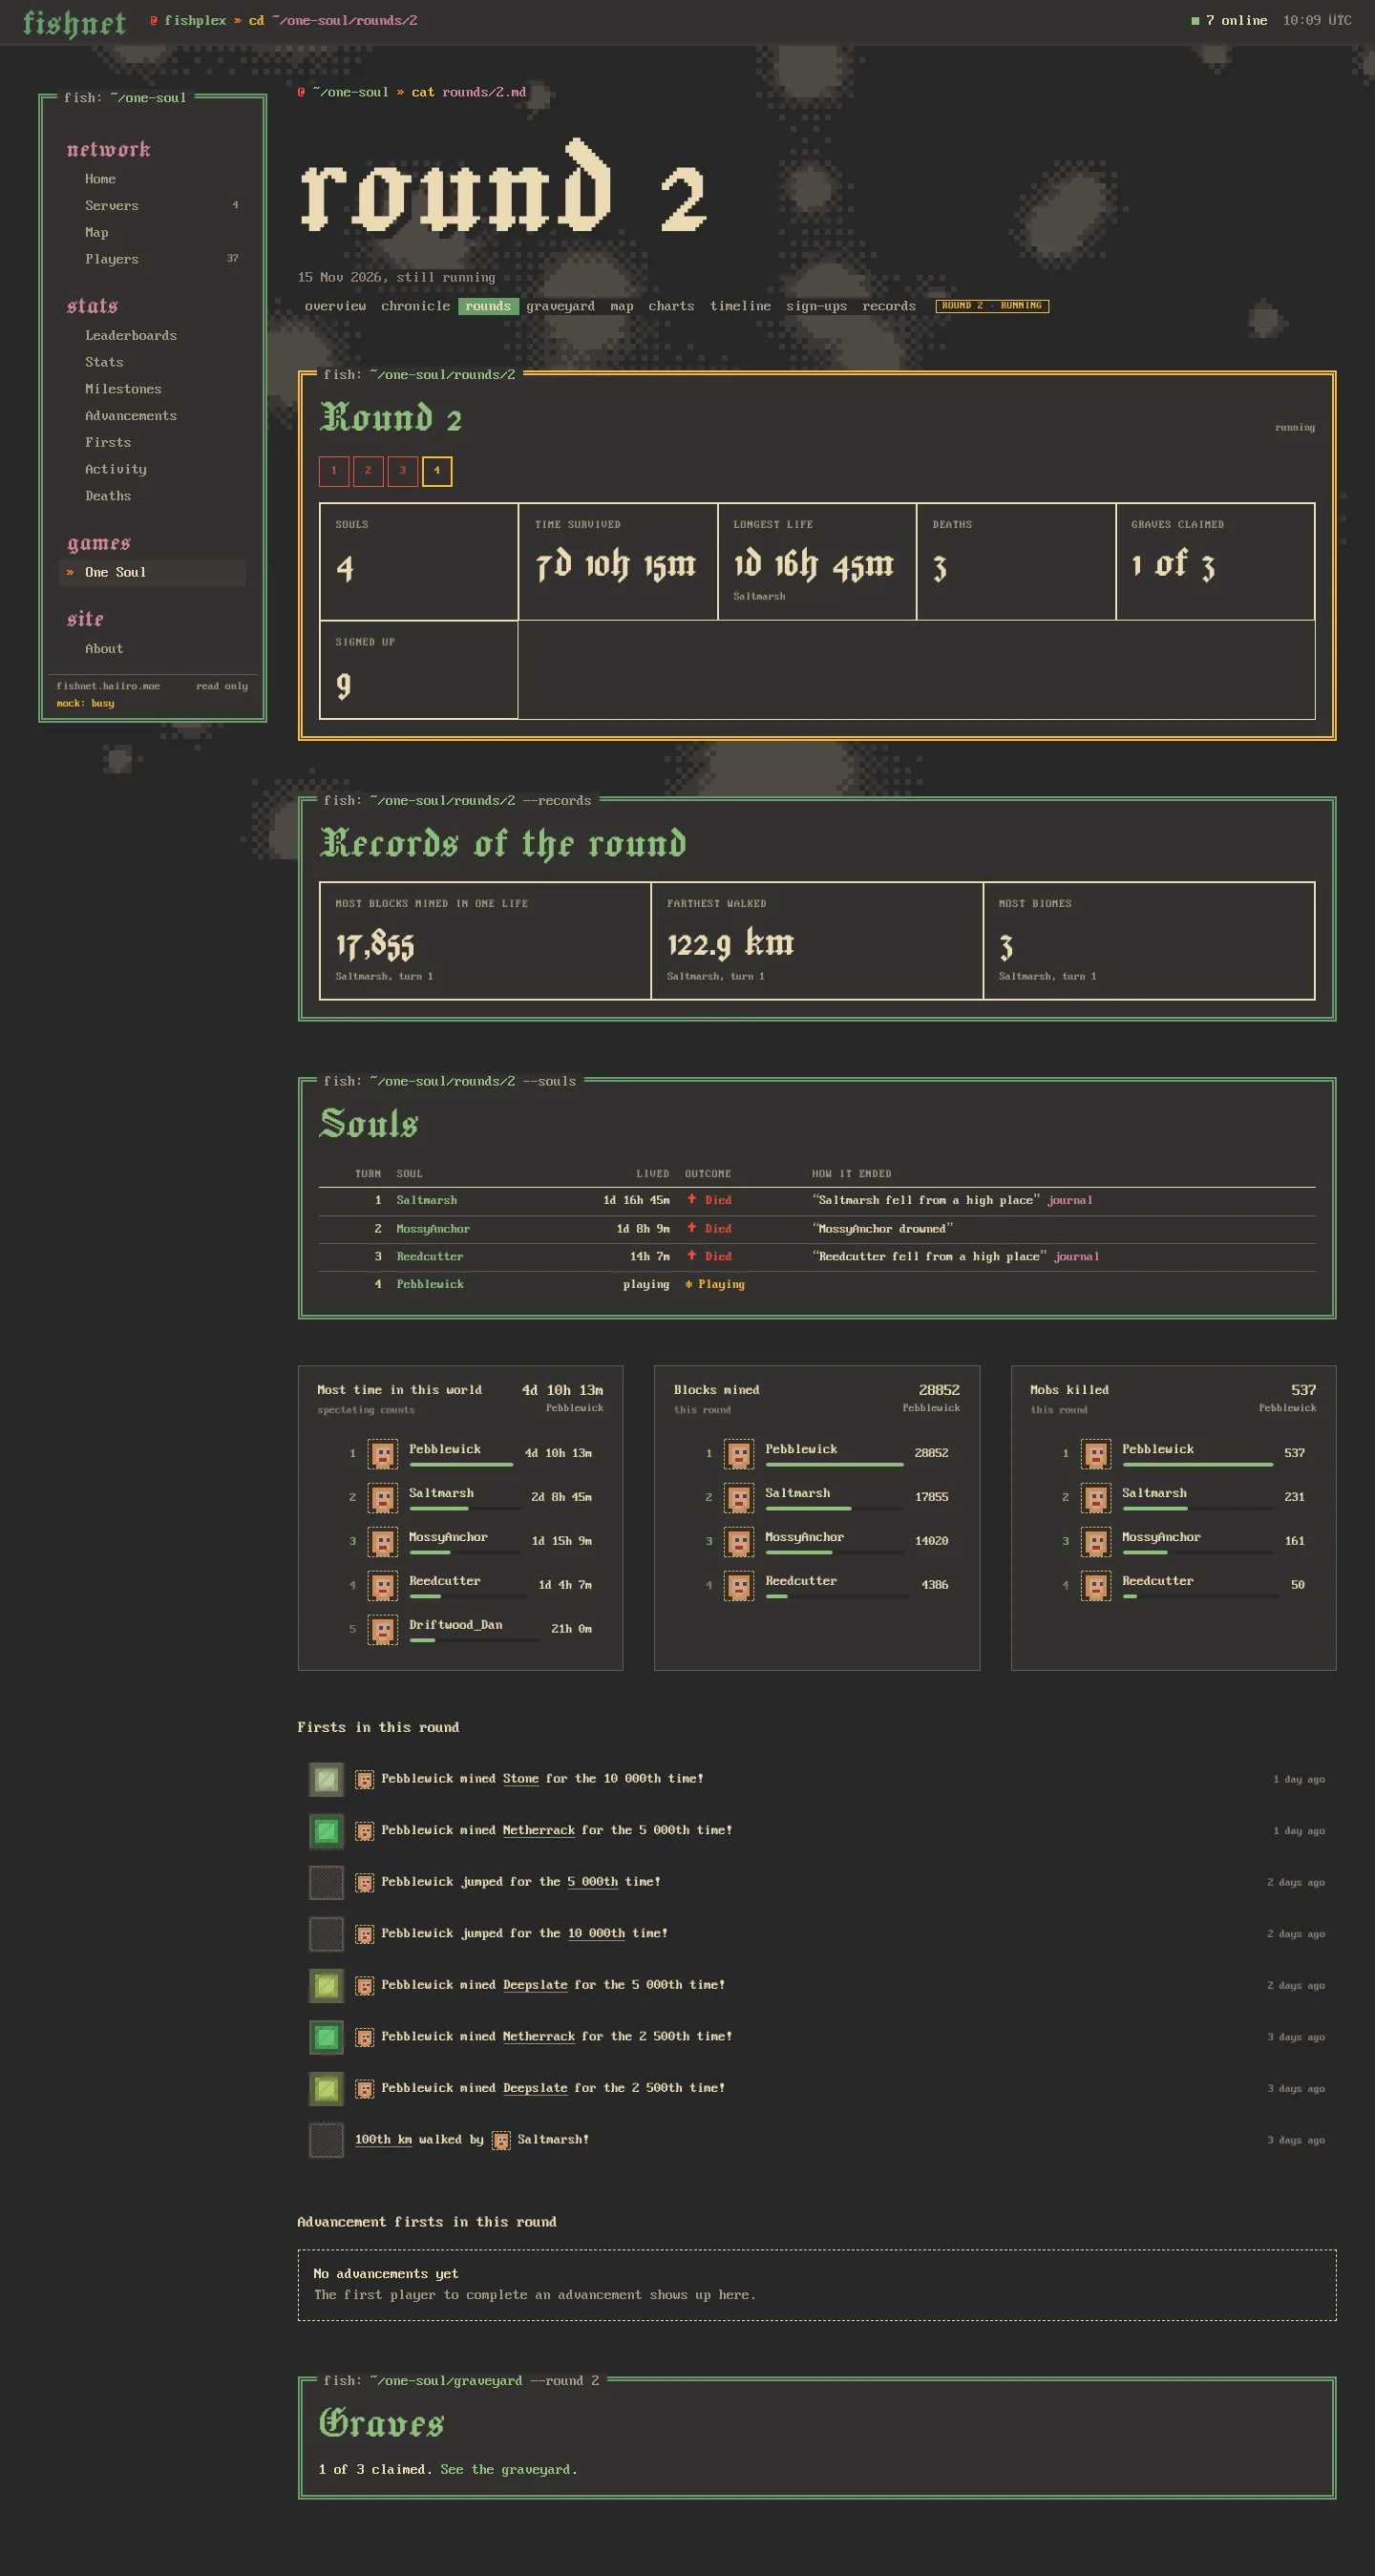 fishnet @ fishplex » cd ~/one-soul/rounds/2
7 online 10:09 UTC
fish: ~/one-soul
network
Home
Servers 4
Map
Players 37
stats
Leaderboards
Stats
Milestones
Advancements
Firsts
Activity
Deaths
games
» One Soul
site
About
fishnet.haiiro.moe read only
mock: busy
@ ~/one-soul » cat rounds/2.md
round 2
15 Nov 2026, still running
overview chronicle rounds graveyard map charts timeline sign-ups records ROUND 2 · RUNNING
fish: ~/one-soul/rounds/2
Round 2
running
1 2 3 4
SOULS TIME SURVIVED LONGEST LIFE DEATHS GRAVES CLAIMED
4 7d 10h 15m 1d 16h 45m 3 1 of 3
Saltmarsh
SIGNED UP
9
fish: ~/one-soul/rounds/2 --records
Records of the round
MOST BLOCKS MINED IN ONE LIFE FARTHEST WALKED MOST BIOMES
17,855 122.9 km 3
Saltmarsh, turn 1 Saltmarsh, turn 1 Saltmarsh, turn 1
fish: ~/one-soul/rounds/2 --souls
Souls
TURN SOUL LIVED OUTCOME HOW IT ENDED
1 Saltmarsh 1d 16h 45m ✝ Died “Saltmarsh fell from a high place” journal
2 MossyAnchor 1d 8h 9m ✝ Died “MossyAnchor drowned”
3 Reedcutter 14h 7m ✝ Died “Reedcutter fell from a high place” journal
4 Pebblewick playing * Playing
Most time in this world 4d 10h 13m
spectating counts Pebblewick
1 Pebblewick 4d 10h 13m
2 Saltmarsh 2d 8h 45m
3 MossyAnchor 1d 15h 9m
4 Reedcutter 1d 4h 7m
5 Driftwood_Dan 21h 0m
Blocks mined 28852
this round Pebblewick
1 Pebblewick 28852
2 Saltmarsh 17855
3 MossyAnchor 14020
4 Reedcutter 4386
Mobs killed 537
this round Pebblewick
1 Pebblewick 537
2 Saltmarsh 231
3 MossyAnchor 161
4 Reedcutter 50
Firsts in this round
Pebblewick mined Stone for the 10 000th time! 1 day ago
Pebblewick mined Netherrack for the 5 000th time! 1 day ago
Pebblewick jumped for the 5 000th time! 2 days ago
Pebblewick jumped for the 10 000th time! 2 days ago
Pebblewick mined Deepslate for the 5 000th time! 2 days ago
Pebblewick mined Netherrack for the 2 500th time! 3 days ago
Pebblewick mined Deepslate for the 2 500th time! 3 days ago
100th km walked by Saltmarsh! 3 days ago
Advancement firsts in this round
No advancements yet
The first player to complete an advancement shows up here.
fish: ~/one-soul/graveyard --round 2
Graves
1 of 3 claimed. See the graveyard.